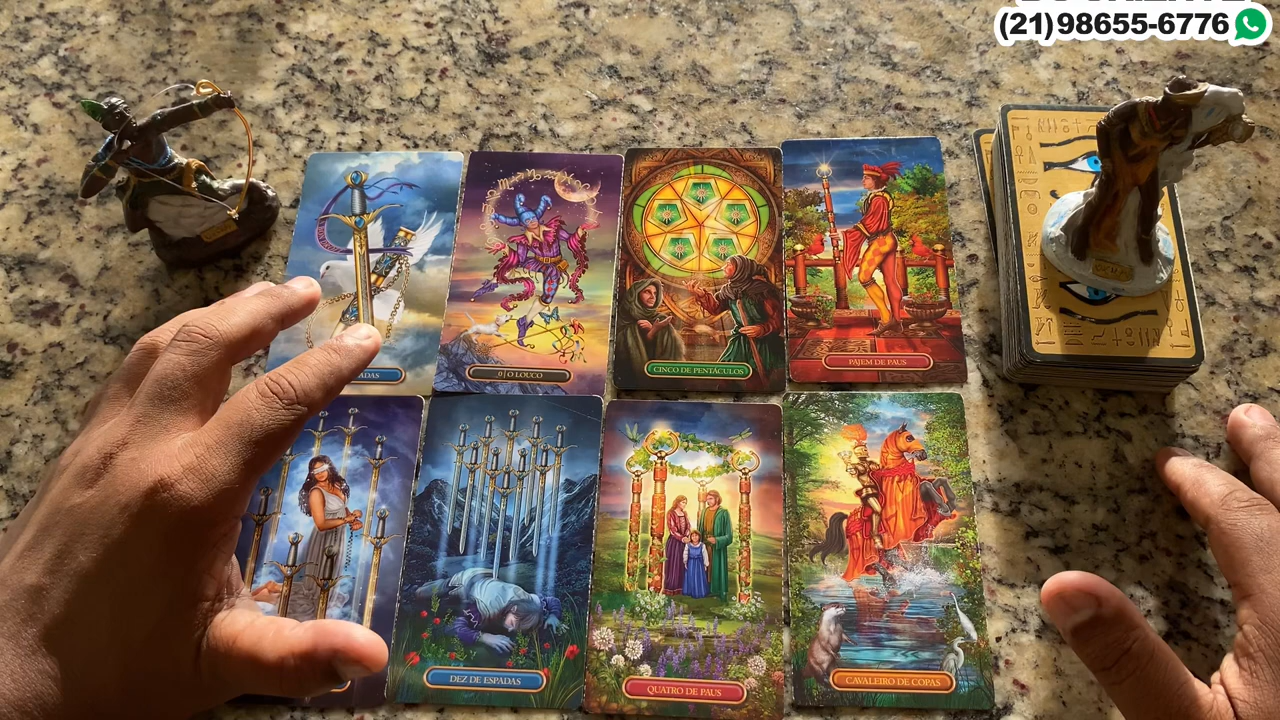 (21)98655-6776
0 O LOUCO
CINCO DE PENTÁCULOS
PAJEM DE PAUS
DEZ DE ESPADAS
QUATRO DE PAUS
CAVALEIRO DE COPAS